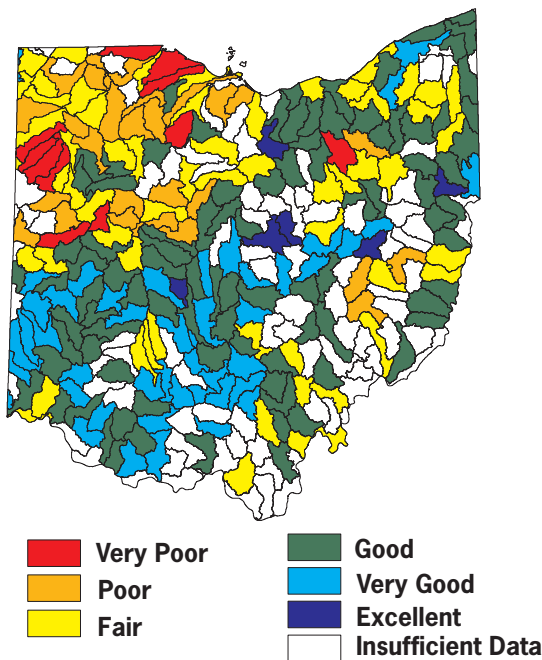 Very Poor
Poor
Fair
Good
Very Good
Excellent
Insufficient Data